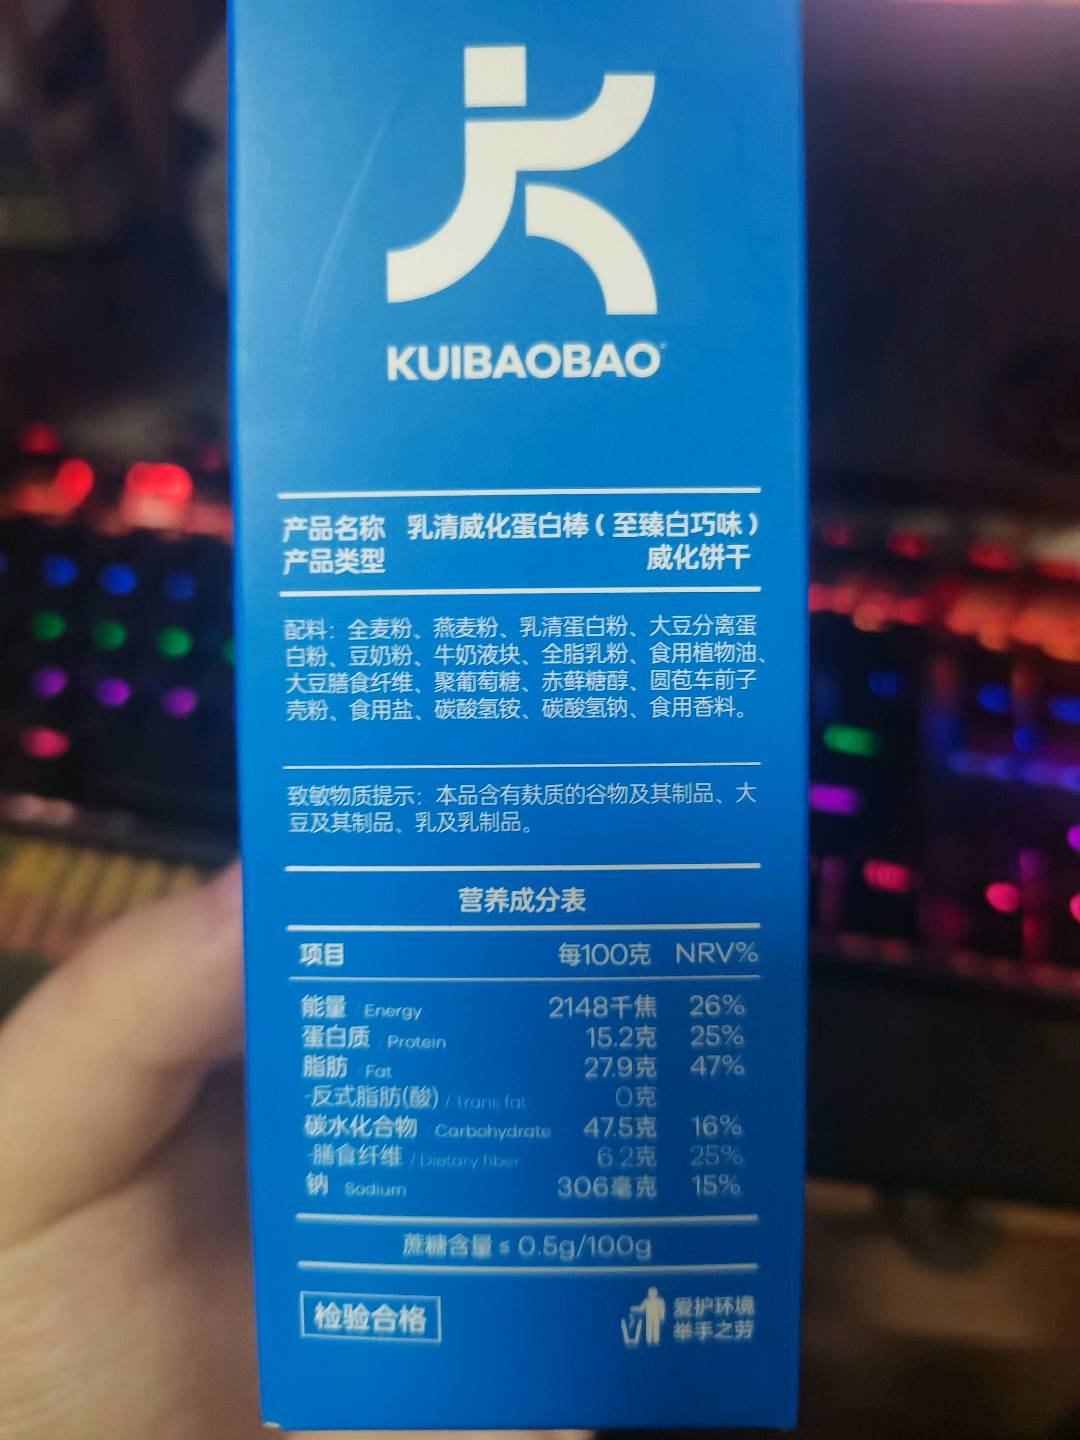 KUIBAOBAO
产品名称 乳清威化蛋白棒（至臻白巧味）
产品类型 威化饼干
配料：全麦粉、燕麦粉、乳清蛋白粉、大豆分离蛋
白粉、豆奶粉、牛奶液块、全脂乳粉、食用植物油、
大豆膳食纤维、聚葡萄糖、赤藓糖醇、圆苞车前子
壳粉、食用盐、碳酸氢铵、碳酸氢钠、食用香料。
致敏物质提示：本品含有麸质的谷物及其制品、大
豆及其制品、乳及乳制品。
营养成分表
项目 每100克 NRV%
能量 / Energy 2148千焦 26%
蛋白质 / Protein 15.2克 25%
脂肪 / Fat 27.9克 47%
-反式脂肪(酸) / Trans fat 0克
碳水化合物 Carbohydrate 47.5克 16%
-膳食纤维 / Dietary fiber 6.2克 25%
钠 Sodium 306毫克 15%
蔗糖含量 ≤ 0.5g/100g
检验合格
爱护环境
举手之劳